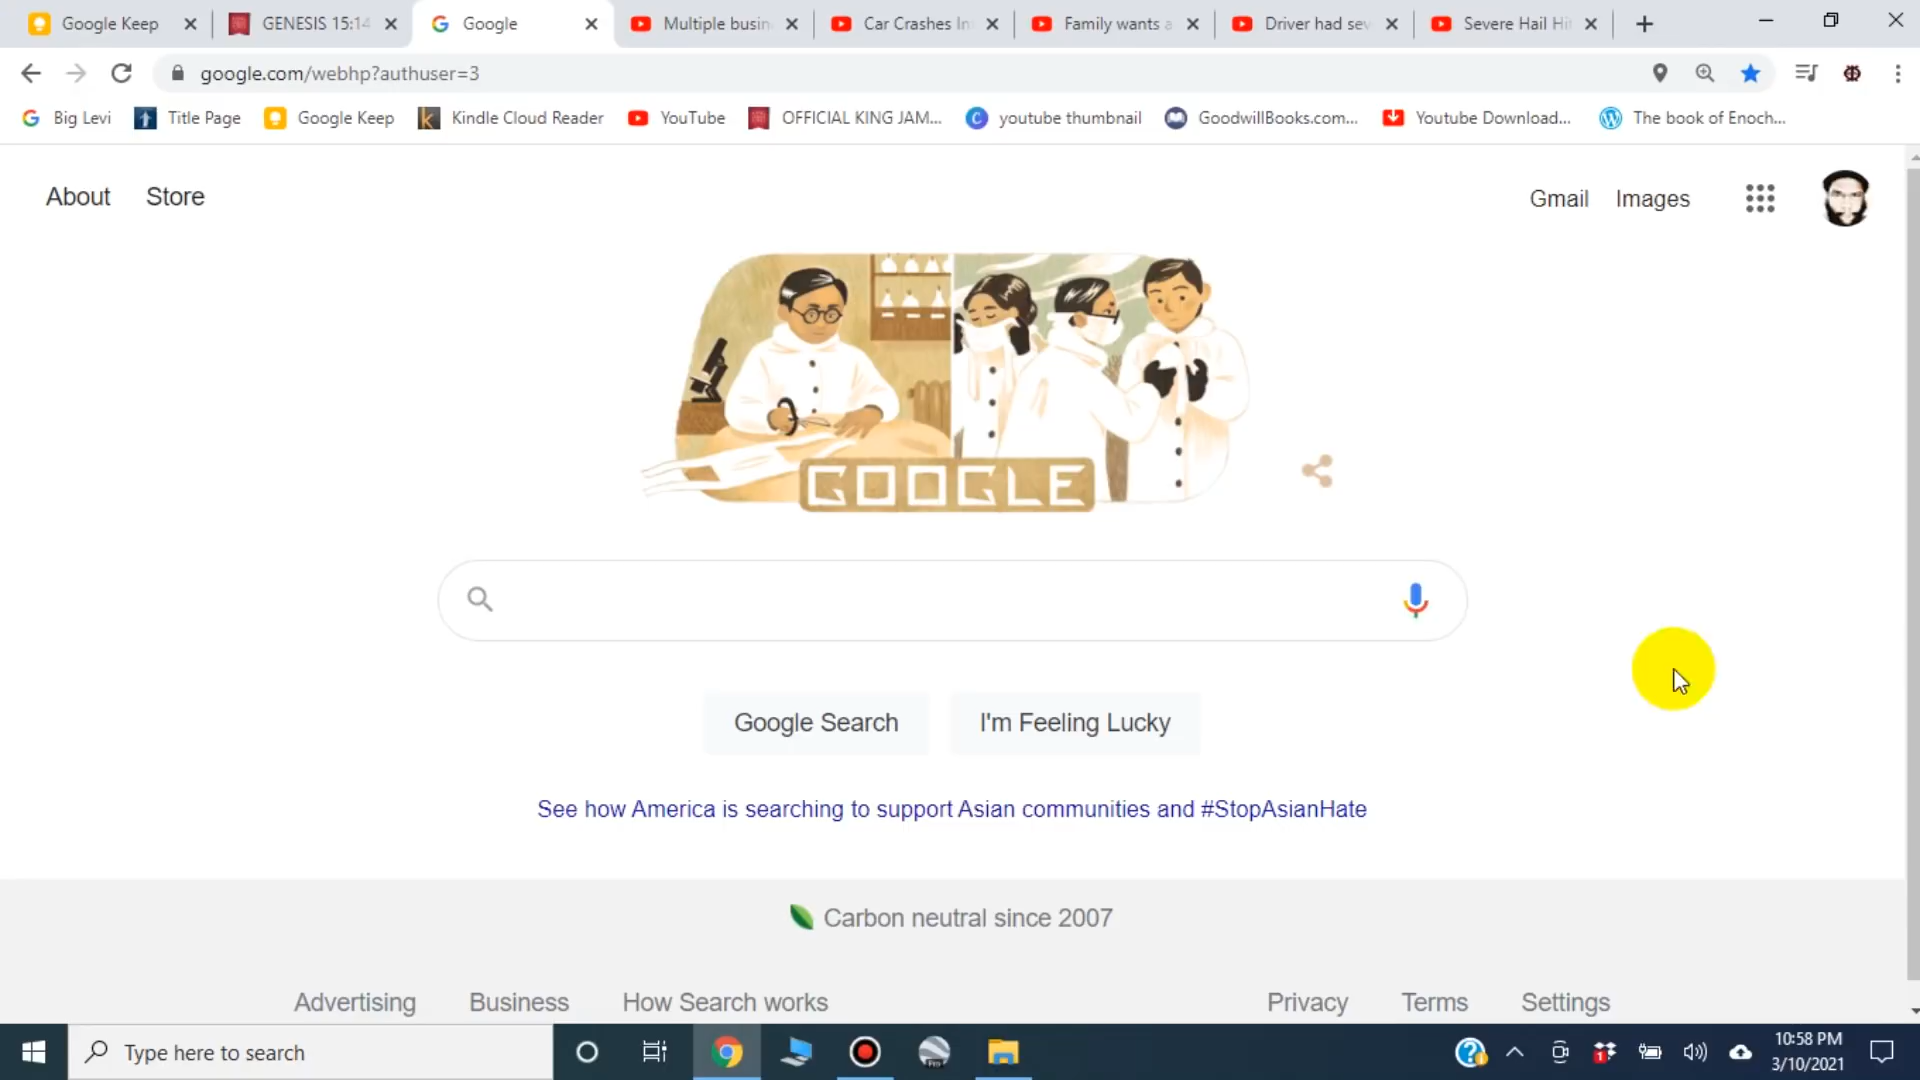 Google Keep
GENESIS 15:14
Google
Multiple busin
Car Crashes In
Family wants a
Driver had sev
Severe Hail Hi
google.com/webhp?authuser=3
Big Levi
Title Page
Google Keep
Kindle Cloud Reader
YouTube
OFFICIAL KING JAM...
youtube thumbnail
GoodwillBooks.com...
Youtube Download...
The book of Enoch...
About
Store
Gmail
Images
GOOGLE
Google Search
I'm Feeling Lucky
See how America is searching to support Asian communities and #StopAsianHate
Carbon neutral since 2007
Advertising
Business
How Search works
Privacy
Terms
Settings
Type here to search
10:58 PM
3/10/2021